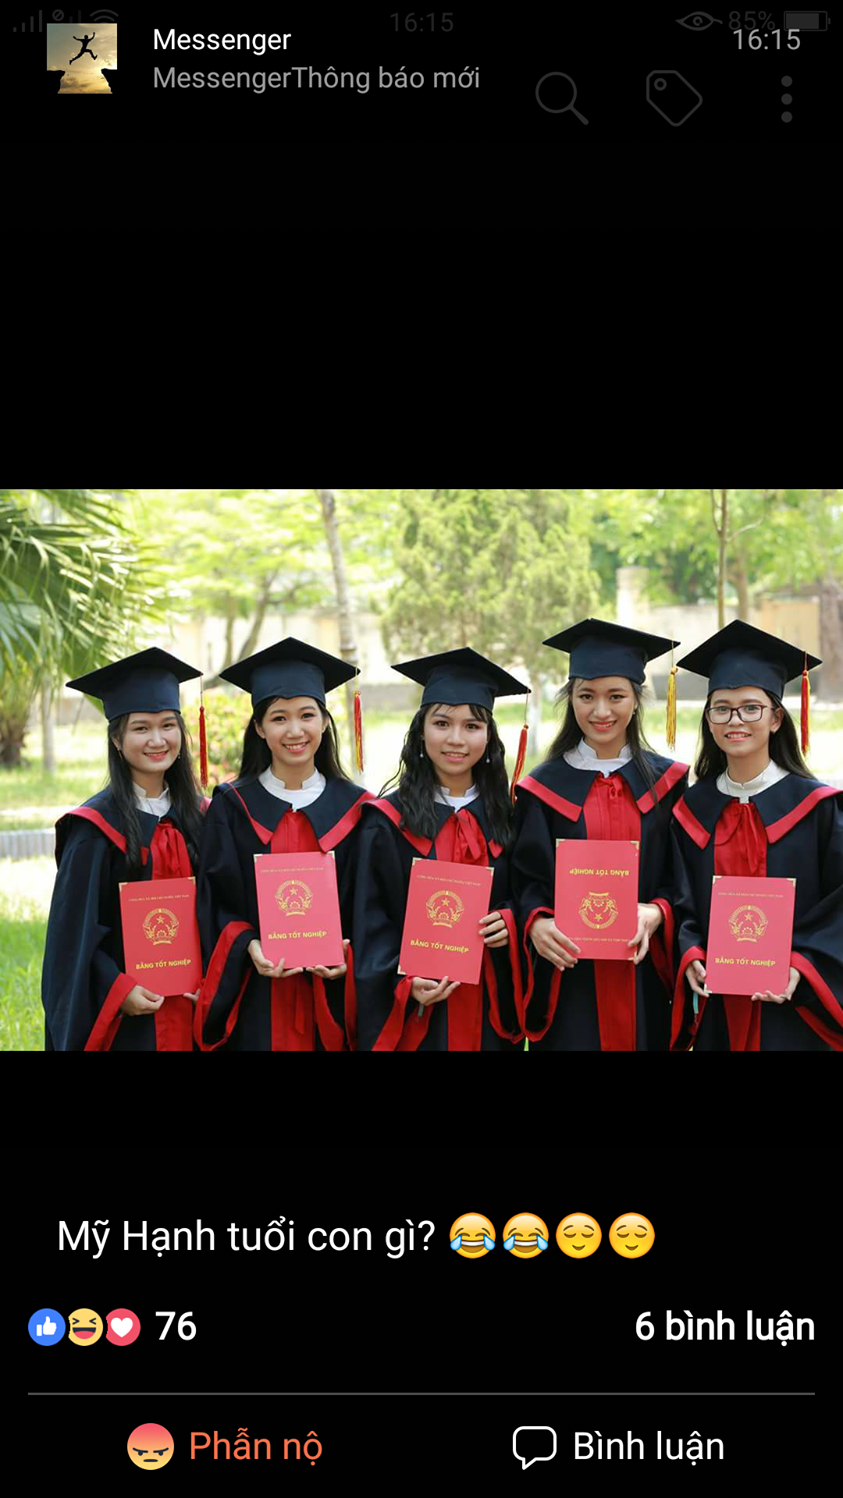 16:15
85%
Messenger
16:15
MessengerThông báo mới
BẰNG TỐT NGHIỆP
BẰNG TỐT NGHIỆP
BẰNG TỐT NGHIỆP
BẰNG TỐT NGHIỆP
BẰNG TỐT NGHIỆP
Mỹ Hạnh tuổi con gì? 😂😂😌😌
76
6 bình luận
Phẫn nộ
Bình luận